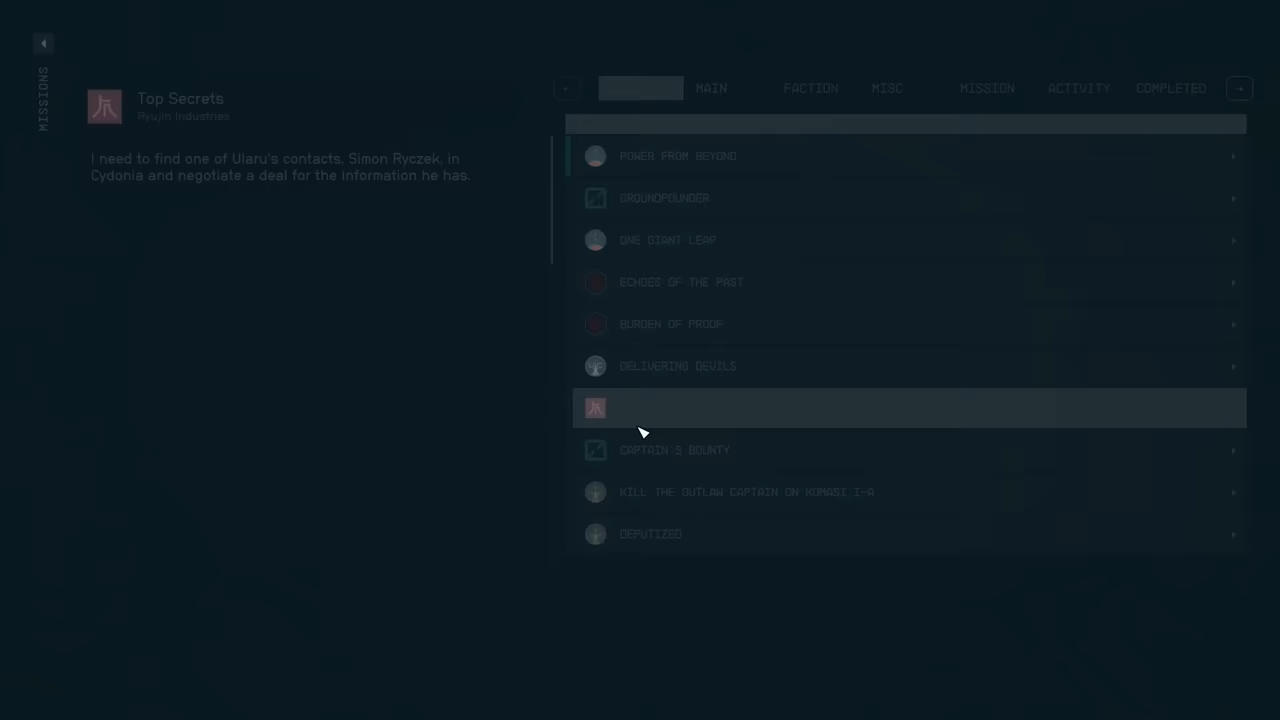 MISSIONS
Top Secrets
Ryujin Industries
I need to find one of Ularu's contacts, Simon Ryczek, in
Cydonia and negotiate a deal for the information he has.
MAIN FACTION MISC MISSION ACTIVITY COMPLETED
POWER FROM BEYOND
GROUNDPOUNDER
ONE GIANT LEAP
ECHOES OF THE PAST
BURDEN OF PROOF
DELIVERING DEVILS
CAPTAIN'S BOUNTY
KILL THE OUTLAW CAPTAIN ON KOMASI I-A
DEPUTIZED